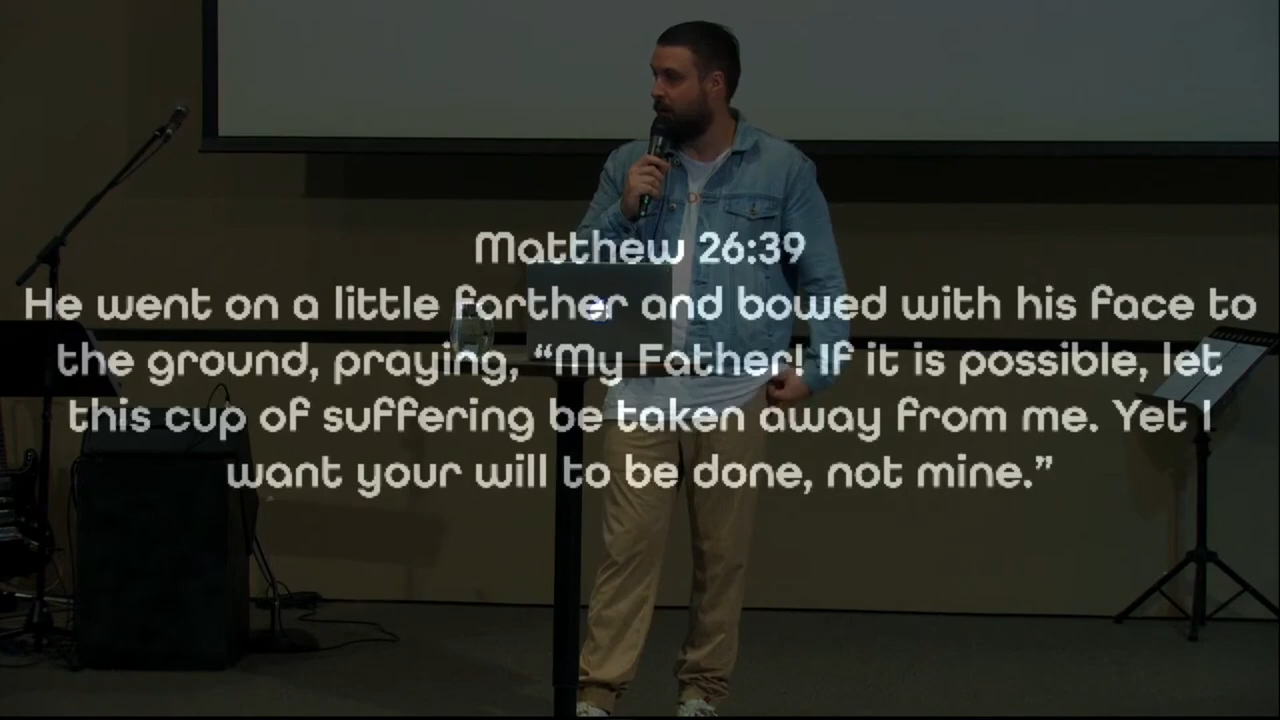 Matthew 26:39
He went on a little farther and bowed with his face to
the ground, praying, “My Father! If it is possible, let
this cup of suffering be taken away from me. Yet I
want your will to be done, not mine.”